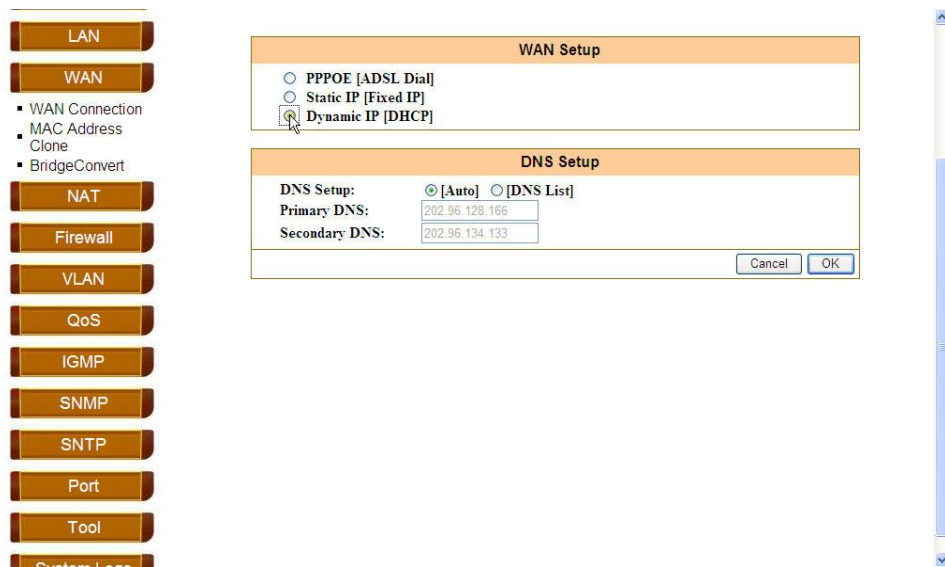 LAN
WAN
WAN Connection
MAC Address
Clone
BridgeConvert
NAT
Firewall
VLAN
QoS
IGMP
SNMP
SNTP
Port
Tool
System Logs
WAN Setup
PPPOE [ADSL Dial]
Static IP [Fixed IP]
Dynamic IP [DHCP]
DNS Setup
DNS Setup: [Auto] [DNS List]
Primary DNS: 202.96.128.166
Secondary DNS: 202.96.134.133
Cancel OK